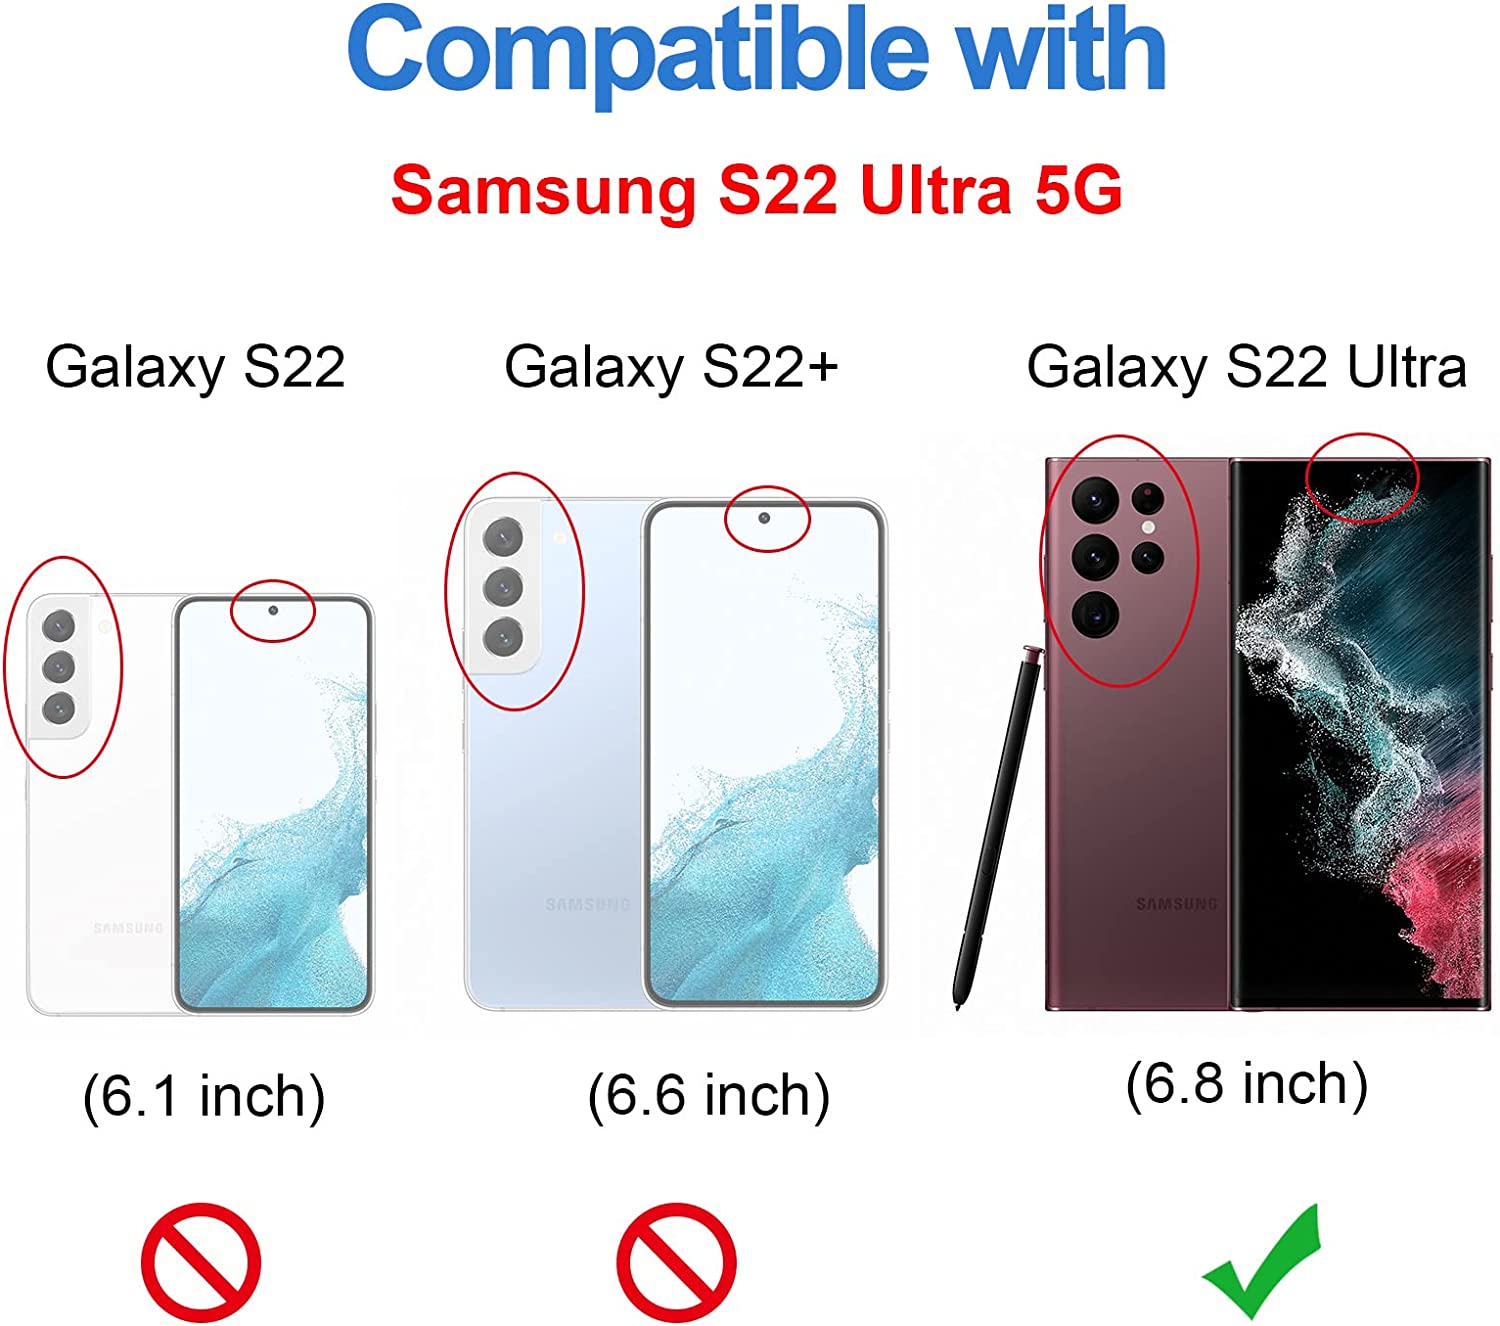 Compatible with
Samsung S22 Ultra 5G
Galaxy S22
Galaxy S22+
Galaxy S22 Ultra
SAMSUNG
SAMSUNG
SAMSUNG
(6.1 inch)
(6.6 inch)
(6.8 inch)